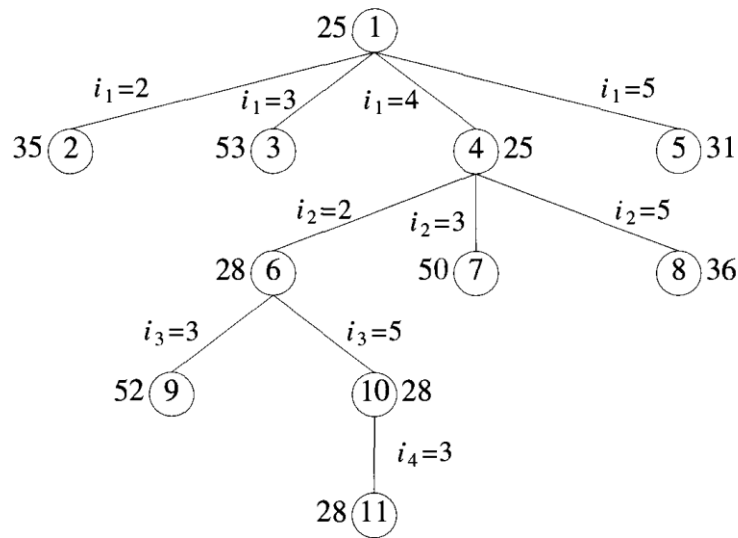 25 1
i₁=2 i₁=3 i₁=4 i₁=5
35 2 53 3 4 25 5 31
i₂=2 i₂=3 i₂=5
28 6 50 7 8 36
i₃=3 i₃=5
52 9 10 28
i₄=3
28 11